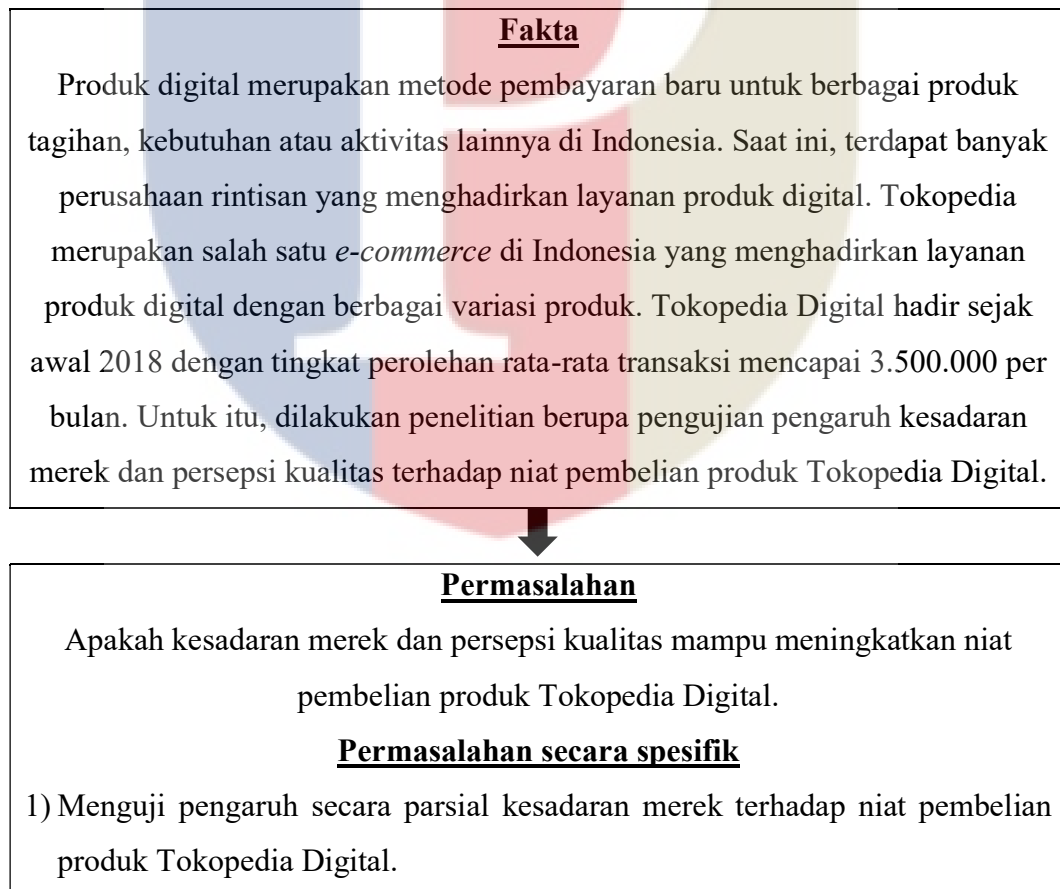 Fakta
Produk digital merupakan metode pembayaran baru untuk berbagai produk
tagihan, kebutuhan atau aktivitas lainnya di Indonesia. Saat ini, terdapat banyak
perusahaan rintisan yang menghadirkan layanan produk digital. Tokopedia
merupakan salah satu e-commerce di Indonesia yang menghadirkan layanan
produk digital dengan berbagai variasi produk. Tokopedia Digital hadir sejak
awal 2018 dengan tingkat perolehan rata-rata transaksi mencapai 3.500.000 per
bulan. Untuk itu, dilakukan penelitian berupa pengujian pengaruh kesadaran
merek dan persepsi kualitas terhadap niat pembelian produk Tokopedia Digital.
Permasalahan
Apakah kesadaran merek dan persepsi kualitas mampu meningkatkan niat
pembelian produk Tokopedia Digital.
Permasalahan secara spesifik
1) Menguji pengaruh secara parsial kesadaran merek terhadap niat pembelian
produk Tokopedia Digital.